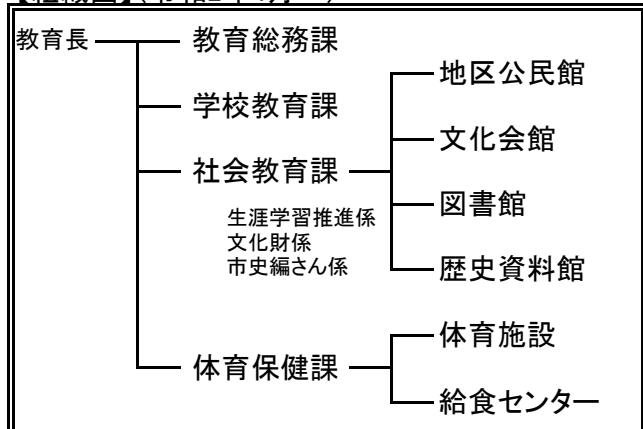 教育長
教育総務課
学校教育課
社会教育課
生涯学習推進係
文化財係
市史編さん係
地区公民館
文化会館
図書館
歴史資料館
体育保健課
体育施設
給食センター